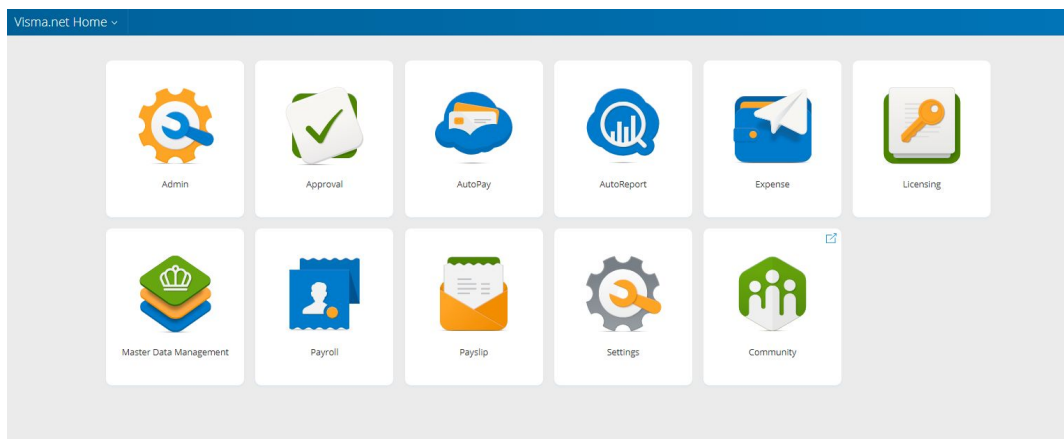 Visma.net Home
Admin
Approval
AutoPay
AutoReport
Expense
Licensing
Master Data Management
Payroll
Payslip
Settings
Community